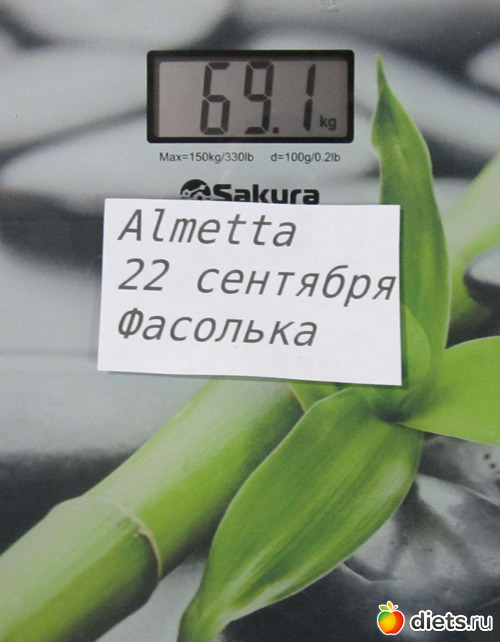 69.1 kg
Max=150kg/330lb d=100g/0.2lb
Sakura
Almetta
22 сентября
Фасолька
diets.ru